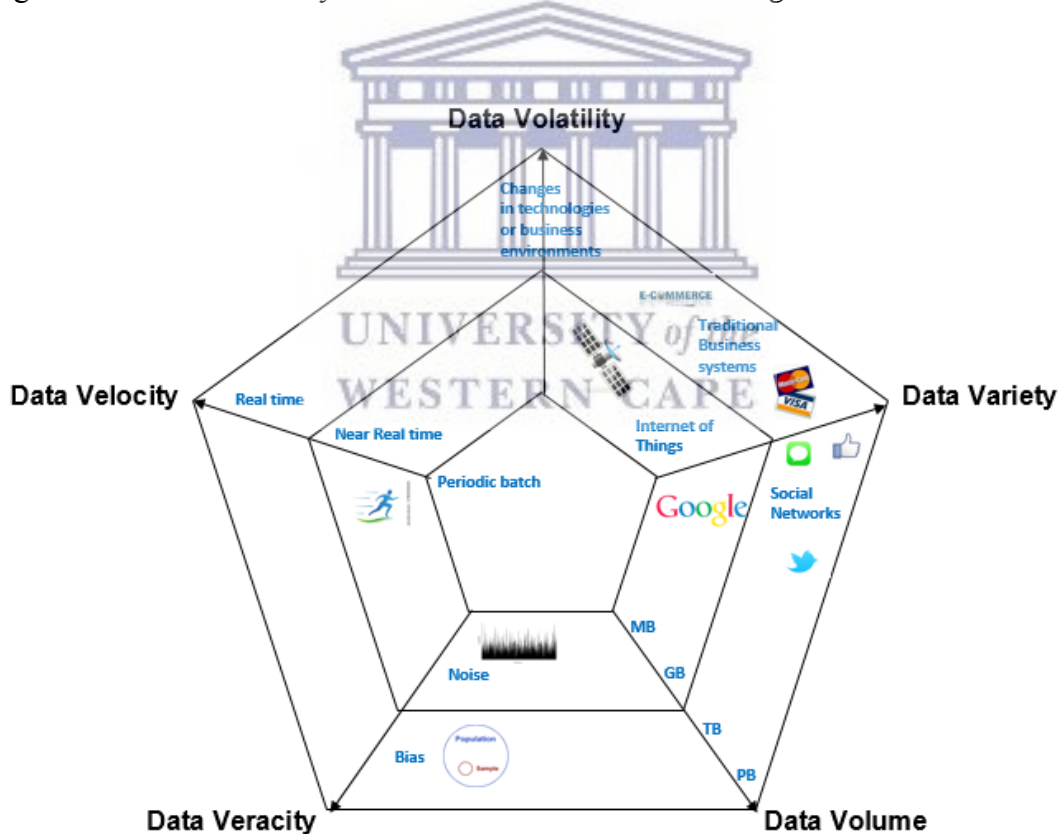 Data Volatility
Changes
in technologies
or business
environments
E-COMMERCE
UNIVERSITY of the
Traditional
Business
systems
WESTERN CAPE
MasterCard
VISA
Data Velocity
Real time
Data Variety
Near Real time
Internet of
Things
Periodic batch
Google
Social
Networks
MB
Noise
GB
TB
Bias
Population
Sample
PB
Data Veracity
Data Volume